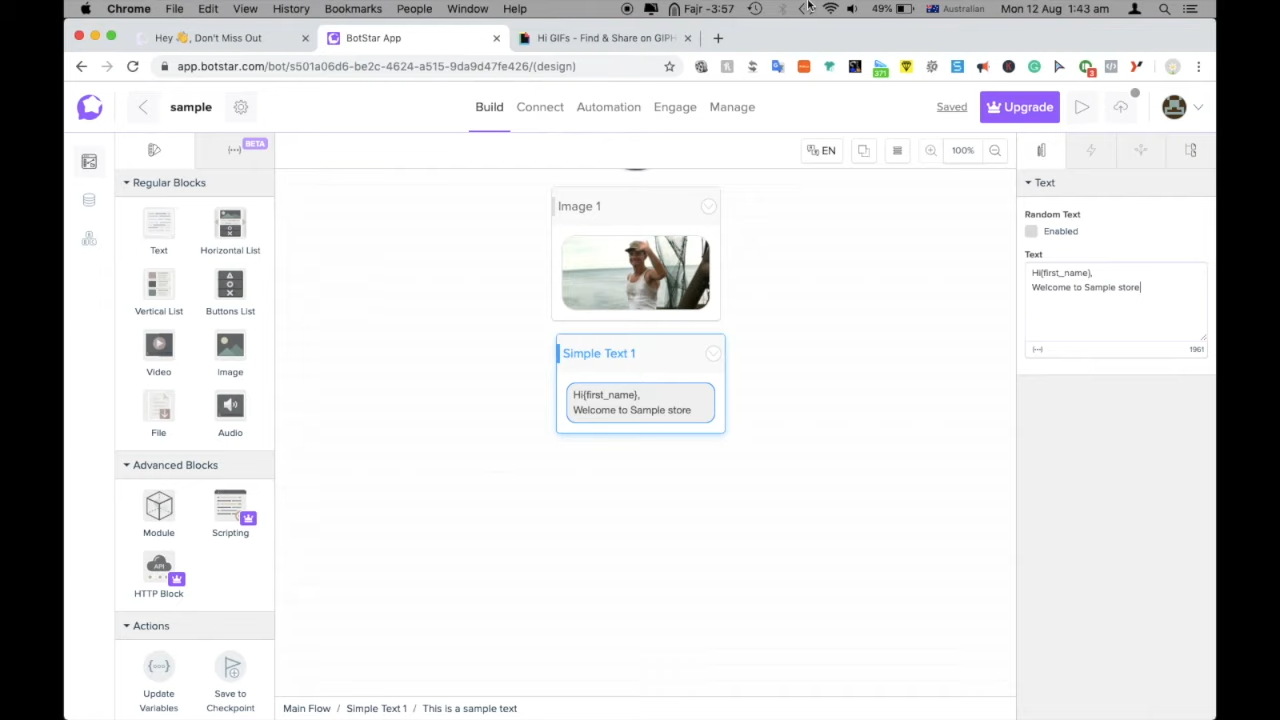 Chrome File Edit View History Bookmarks People Window Help Fajr -3:57 49% Australian Mon 12 Aug 1:43 am
Hey 👋, Don't Miss Out BotStar App Hi GIFs - Find & Share on GIPH
app.botstar.com/bot/s501a06d6-be2c-4624-a515-9da9d47fe426/(design) 371 3
sample Build Connect Automation Engage Manage Saved Upgrade
BETA EN 100%
Regular Blocks
Text
Horizontal List
Vertical List
Buttons List
Video
Image
File
Audio
Advanced Blocks
Module
Scripting
API
HTTP Block
Actions
Update
Variables
Save to
Checkpoint
Image 1
Simple Text 1
Hi{first_name},
Welcome to Sample store
Main Flow / Simple Text 1 / This is a sample text
Text
Random Text
Enabled
Text
Hi{first_name},
Welcome to Sample store
1961